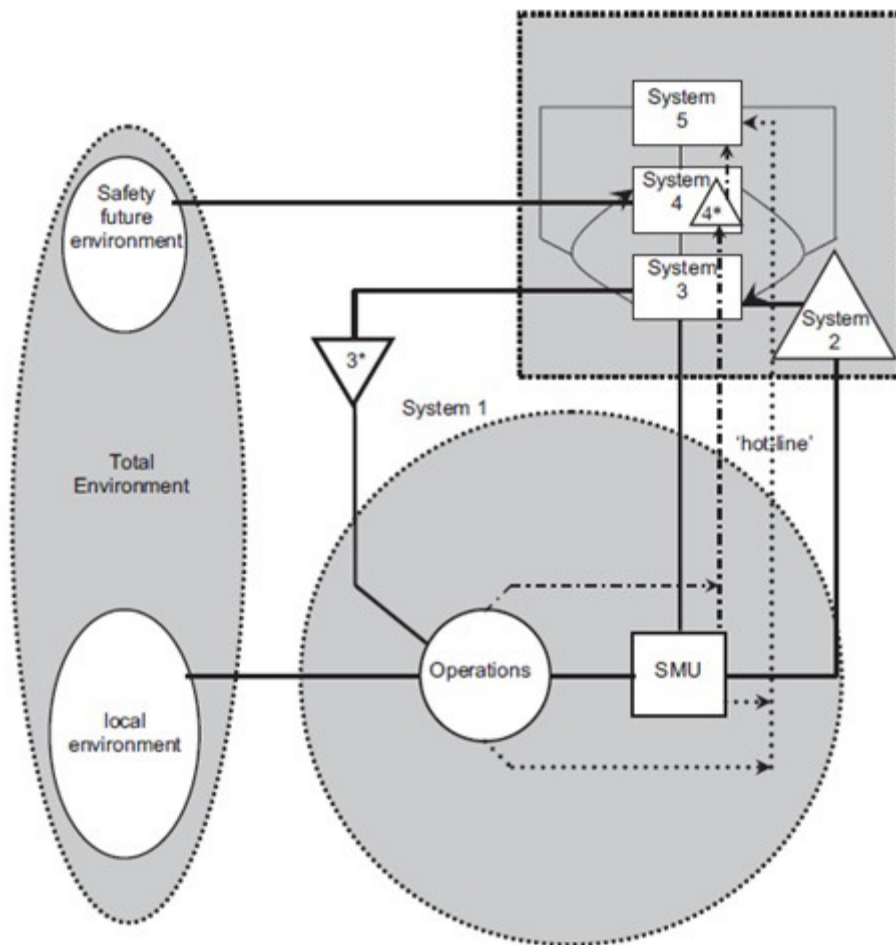 System
5
Safety
future
environment
System
4
4*
System
3
System
2
3*
System 1
'hot-line'
Total
Environment
Operations
SMU
local
environment